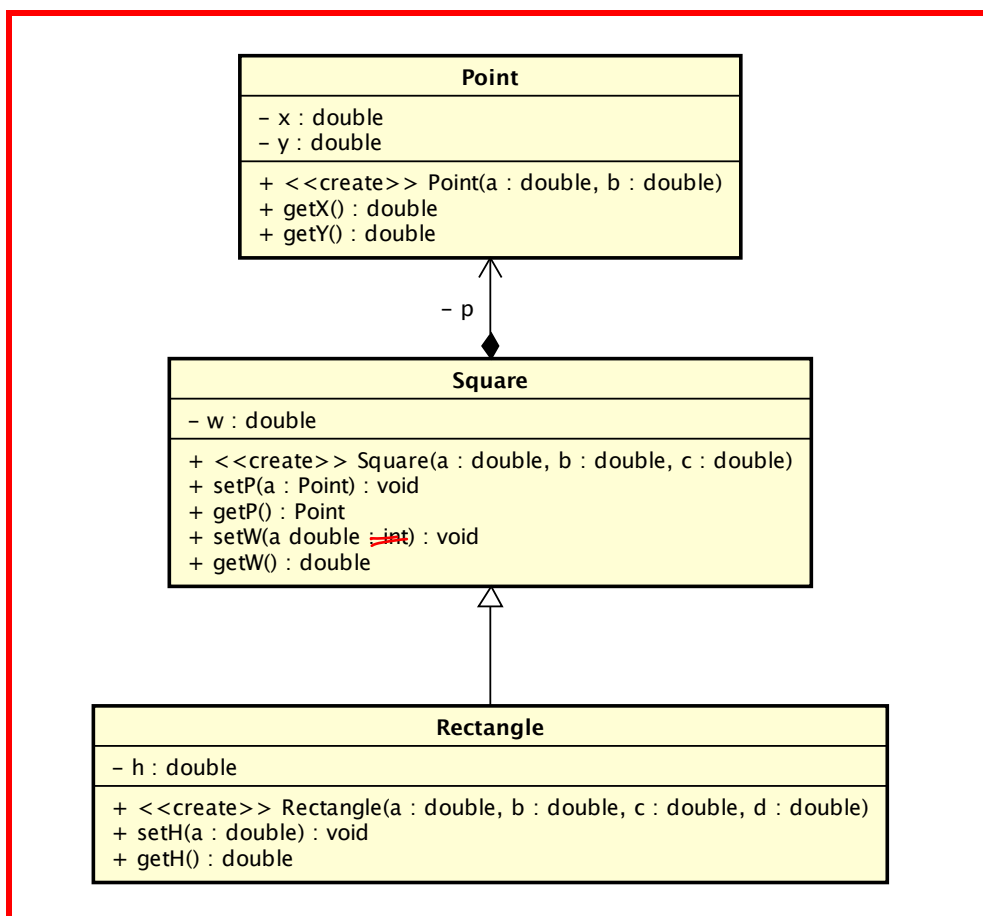 Point
– x : double
– y : double
+ <<create>> Point(a : double, b : double)
+ getX() : double
+ getY() : double
– p
Square
– w : double
+ <<create>> Square(a : double, b : double, c : double)
+ setP(a : Point) : void
+ getP() : Point
+ setW(a double : int) : void
+ getW() : double
Rectangle
– h : double
+ <<create>> Rectangle(a : double, b : double, c : double, d : double)
+ setH(a : double) : void
+ getH() : double